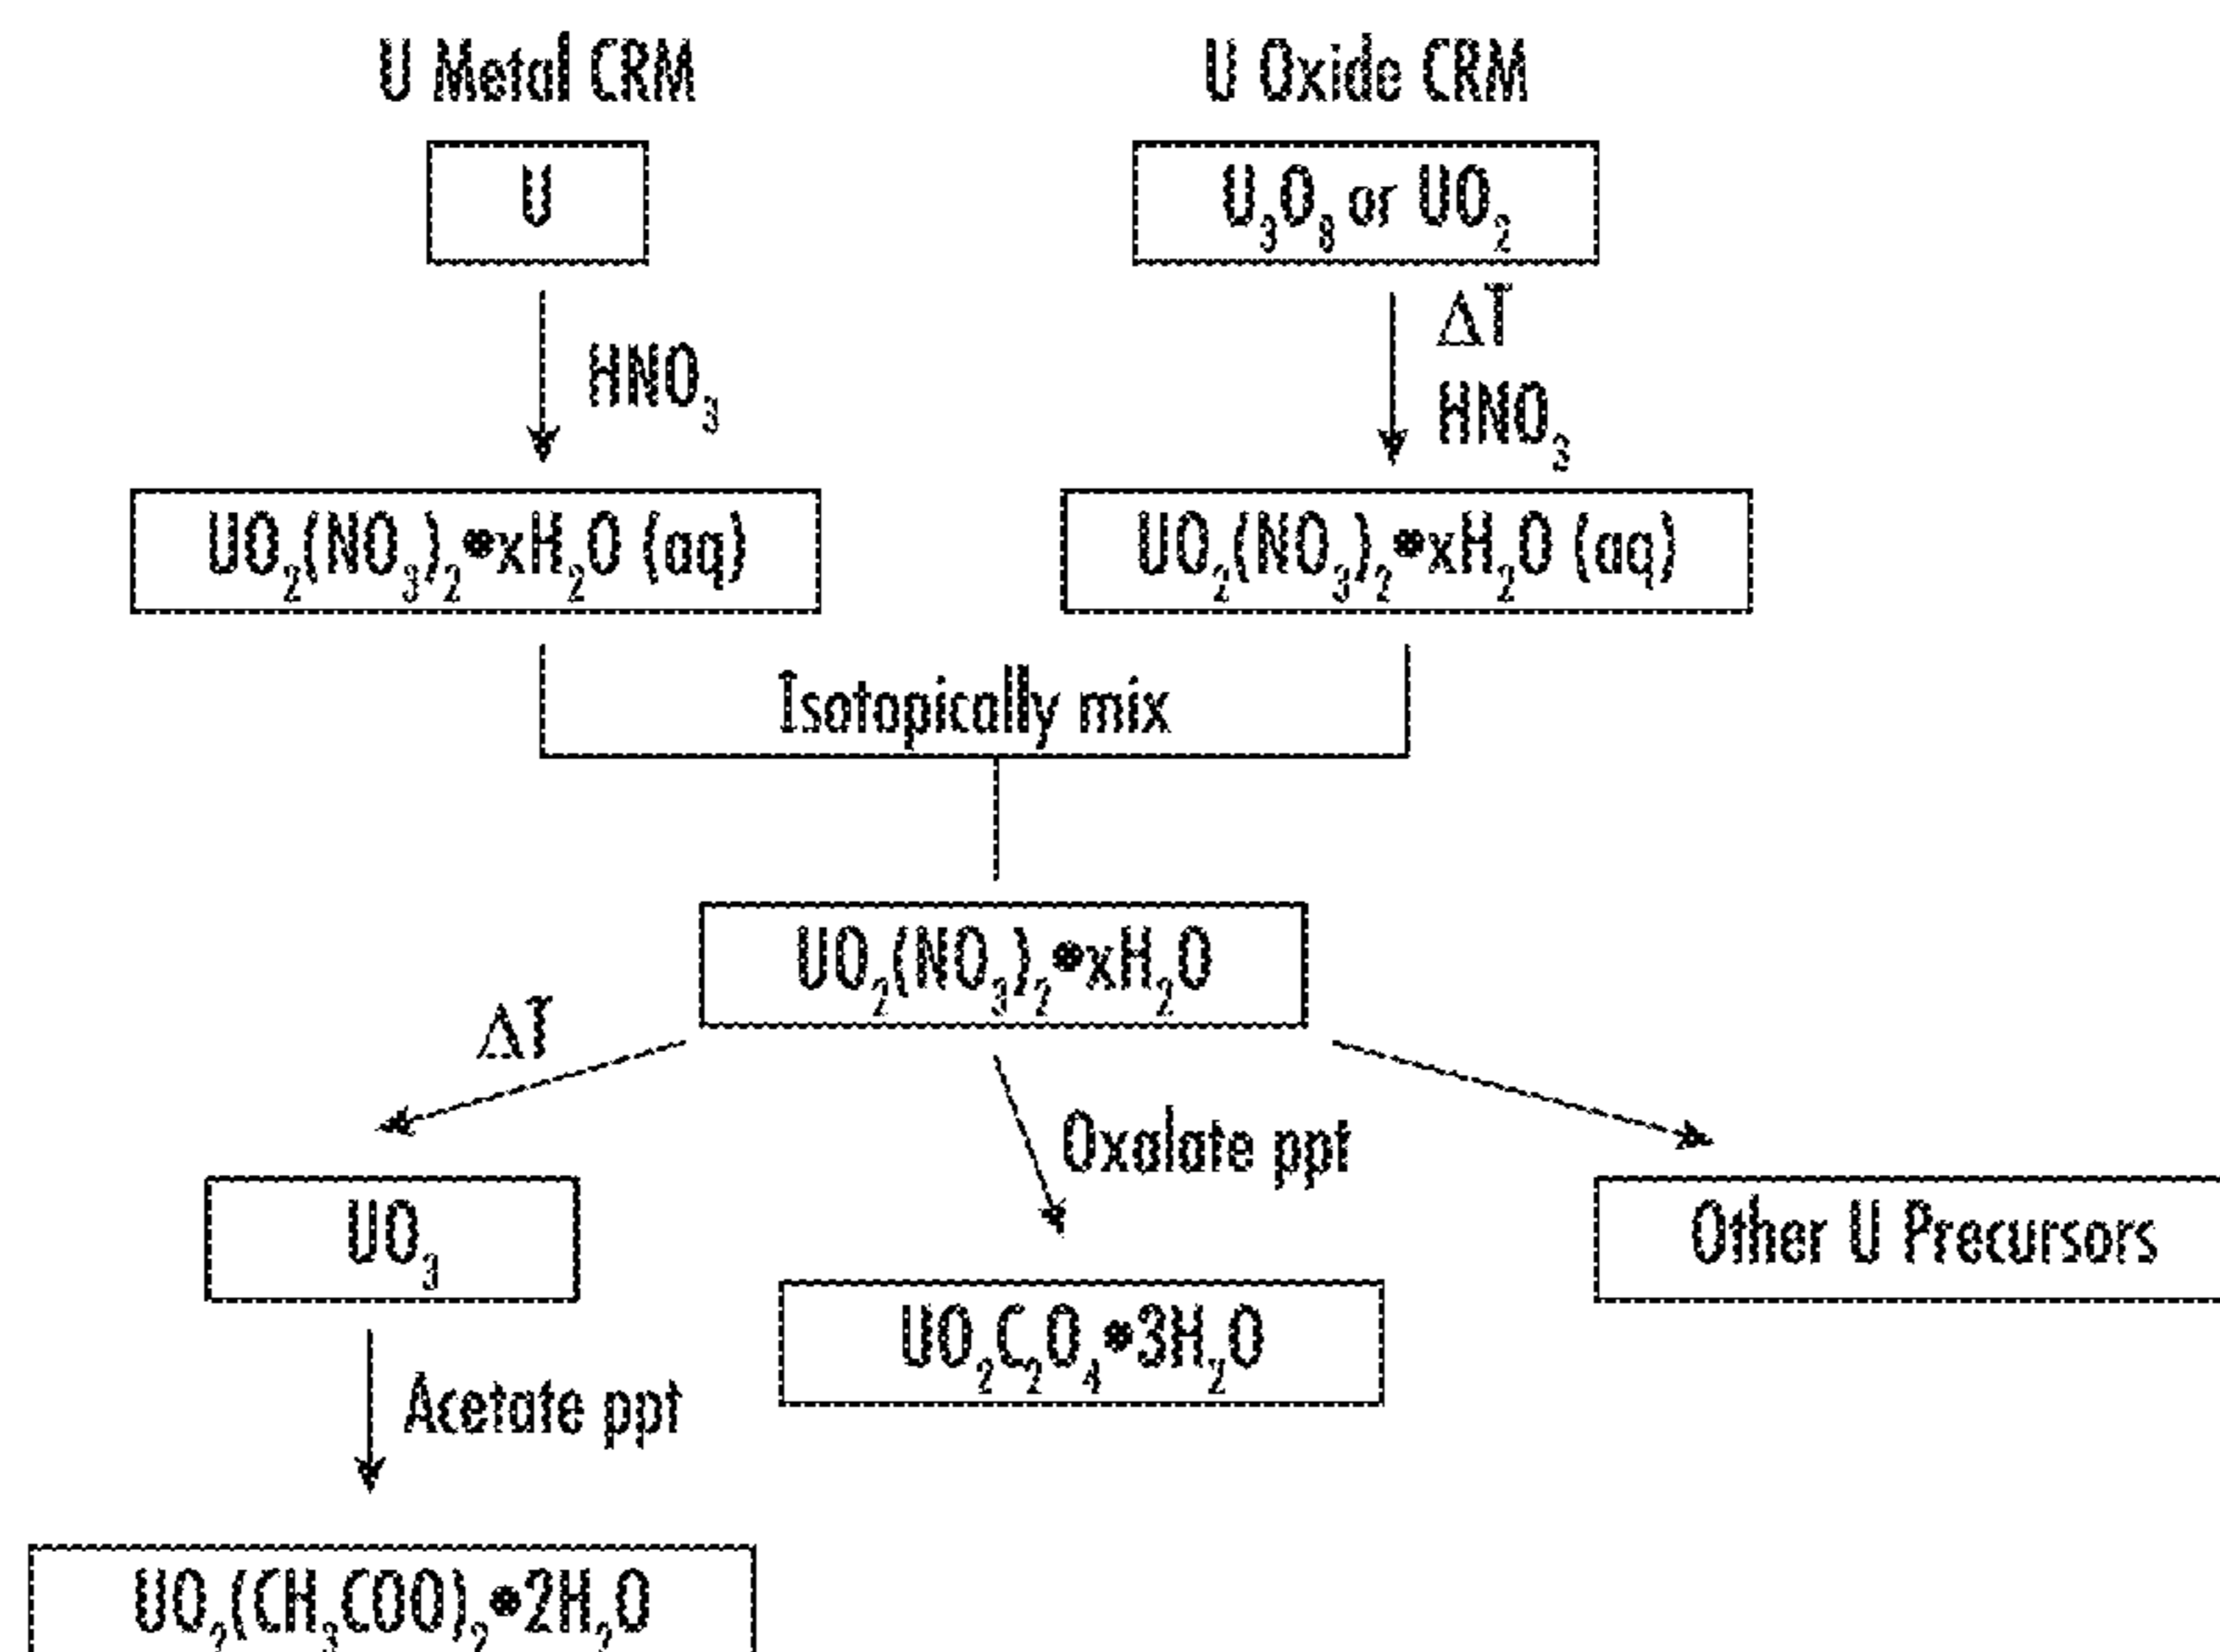 U Metal CRM
U Oxide CRM
U
U₃O₈ or UO₂
HNO₃
ΔT
HNO₃
UO₂(NO₃)₂•xH₂O (aq)
UO₂(NO₃)₂•xH₂O (aq)
Isotopically mix
UO₂(NO₃)₂•xH₂O
ΔT
Oxalate ppt
UO₃
Other U Precursors
UO₂C₂O₄•3H₂O
Acetate ppt
UO₂(CH₃COO)₂•2H₂O